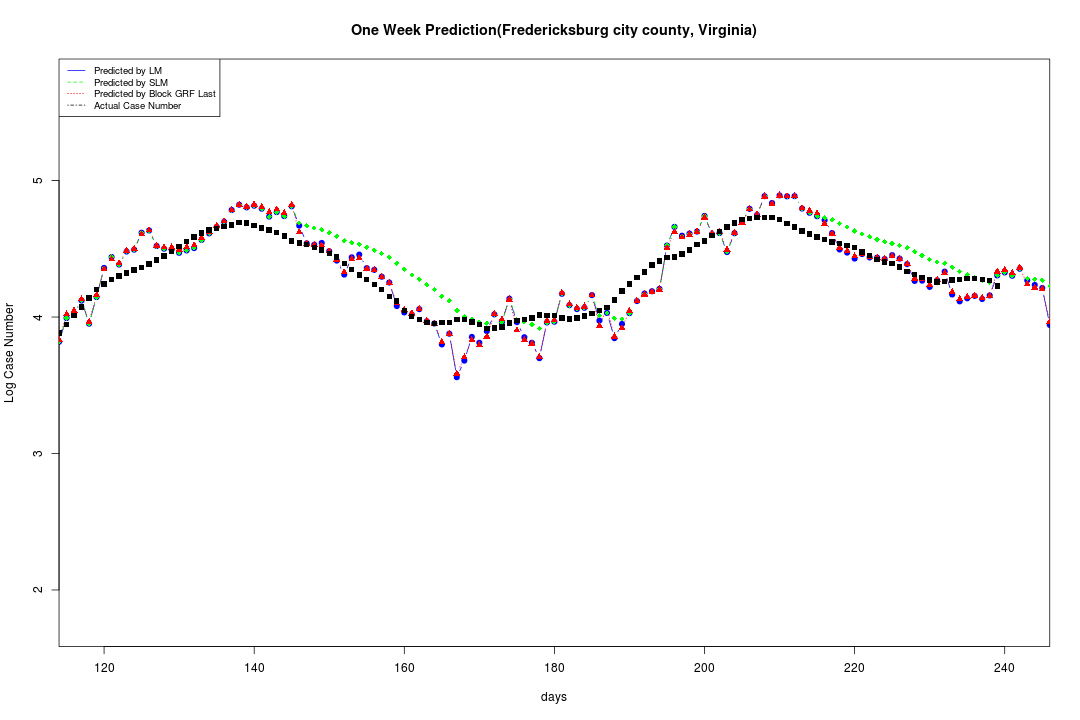 One Week Prediction(Fredericksburg city county, Virginia)
Predicted by LM
Predicted by SLM
Predicted by Block GRF Last
Actual Case Number
5
4
3
2
Log Case Number
120
140
160
180
200
220
240
days